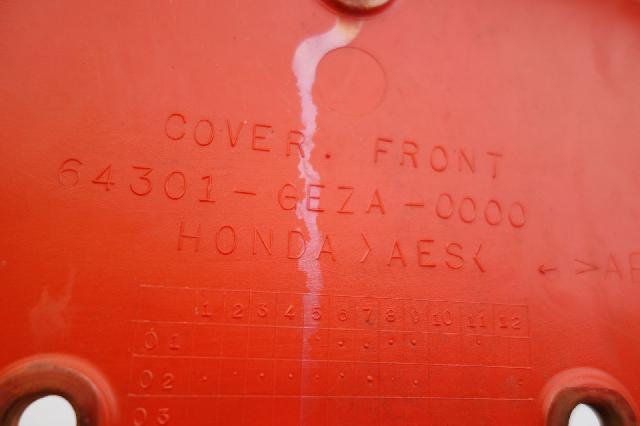 COVER, FRONT
64301-GEZA-0000
HONDA >AES< ← >AE
1 2 3 4 5 6 7 8 9 10 11 12
01
02
03